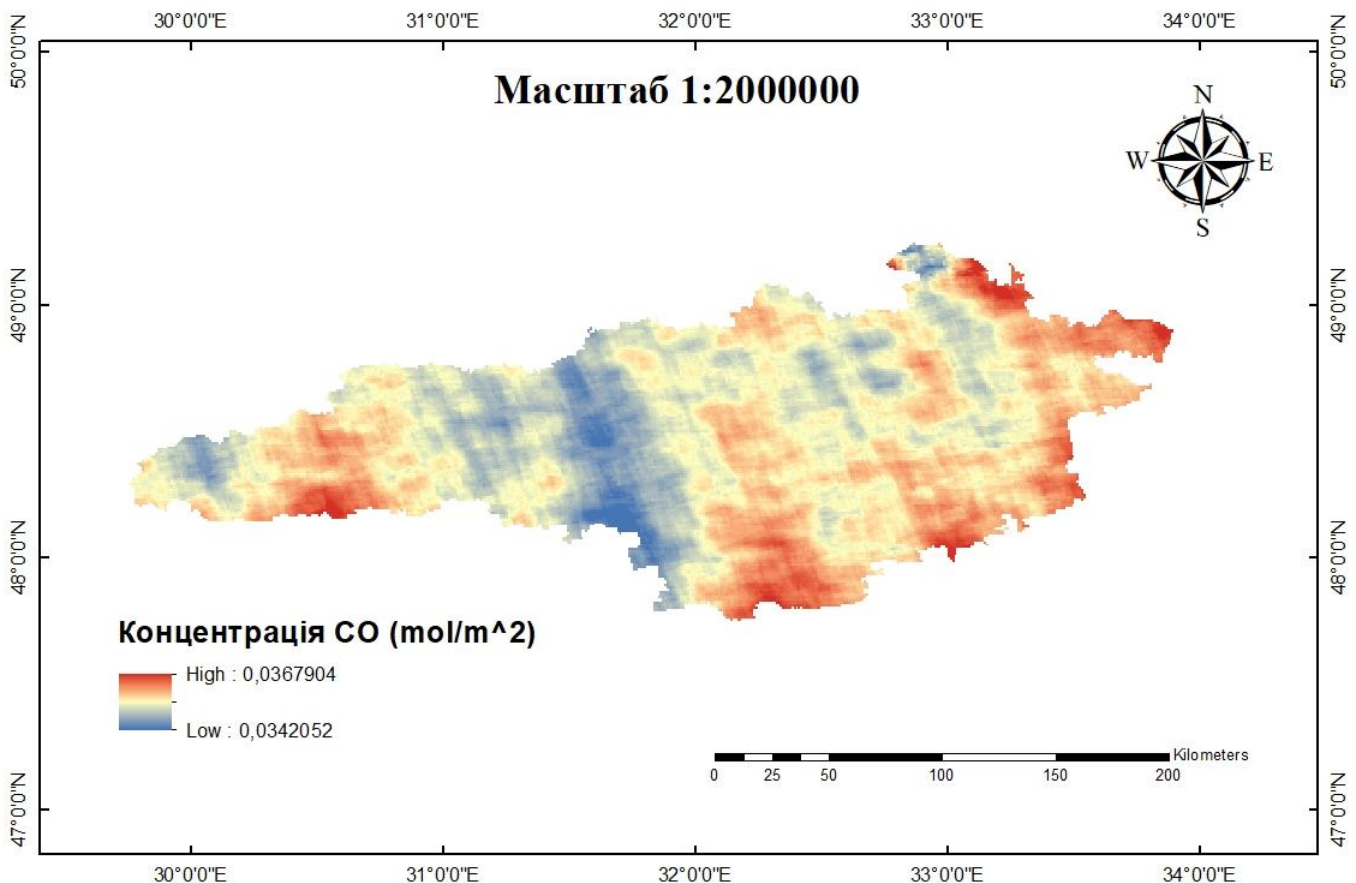 30°0'0"E 31°0'0"E 32°0'0"E 33°0'0"E 34°0'0"E
50°0'0"N 50°0'0"N
Масштаб 1:2000000
N
W E
S
49°0'0"N 49°0'0"N
48°0'0"N 48°0'0"N
Концентрація CO (mol/m^2)
High : 0,0367904
Low : 0,0342052
Kilometers
0 25 50 100 150 200
47°0'0"N 47°0'0"N
30°0'0"E 31°0'0"E 32°0'0"E 33°0'0"E 34°0'0"E